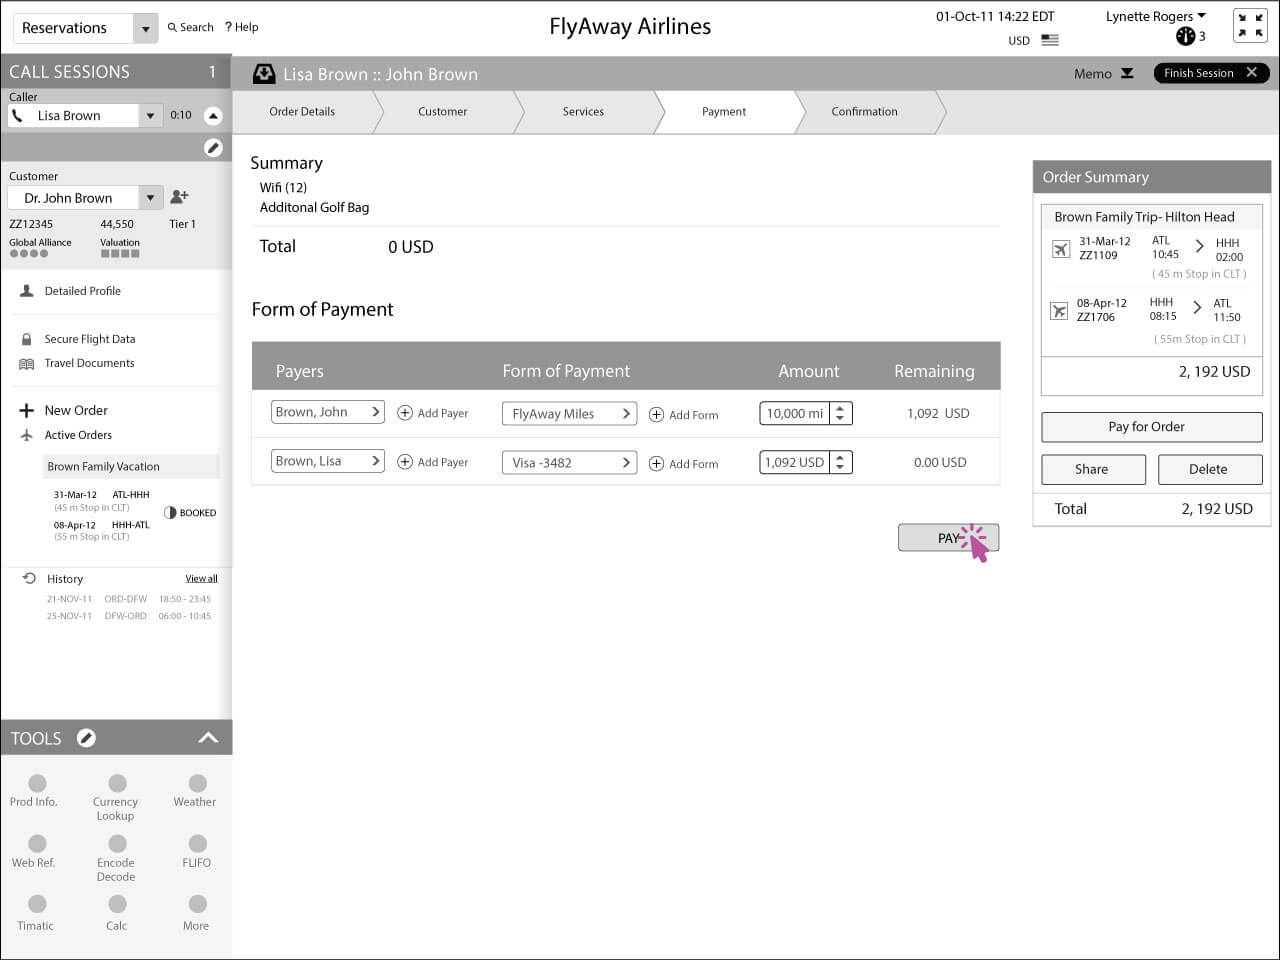 Reservations
Search
? Help
FlyAway Airlines
01-Oct-11 14:22 EDT
USD
Lynette Rogers
3
CALL SESSIONS 1
Caller
Lisa Brown
0:10
Customer
Dr. John Brown
ZZ12345 44,550 Tier 1
Global Alliance Valuation
Detailed Profile
Secure Flight Data
Travel Documents
New Order
Active Orders
Brown Family Vacation
31-Mar-12 ATL-HHH
(45 m Stop in CLT)
BOOKED
08-Apr-12 HHH-ATL
(55 m Stop in CLT)
History View all
21-NOV-11 ORD-DFW 18:50 - 23:45
25-NOV-11 DFW-ORD 06:00 - 10:45
TOOLS
Prod Info.
Currency
Lookup
Weather
Web Ref.
Encode
Decode
FLIFO
Timatic
Calc
More
Lisa Brown :: John Brown
Memo
Finish Session
Order Details
Customer
Services
Payment
Confirmation
Summary
Wifi (12)
Additonal Golf Bag
Total 0 USD
Form of Payment
Payers Form of Payment Amount Remaining
Brown, John Add Payer FlyAway Miles Add Form 10,000 mi 1,092 USD
Brown, Lisa Add Payer Visa -3482 Add Form 1,092 USD 0.00 USD
PAY
Order Summary
Brown Family Trip- Hilton Head
31-Mar-12 ATL HHH
ZZ1109 10:45 02:00
( 45 m Stop in CLT )
08-Apr-12 HHH ATL
ZZ1706 08:15 11:50
( 55m Stop in CLT )
2, 192 USD
Pay for Order
Share
Delete
Total 2, 192 USD